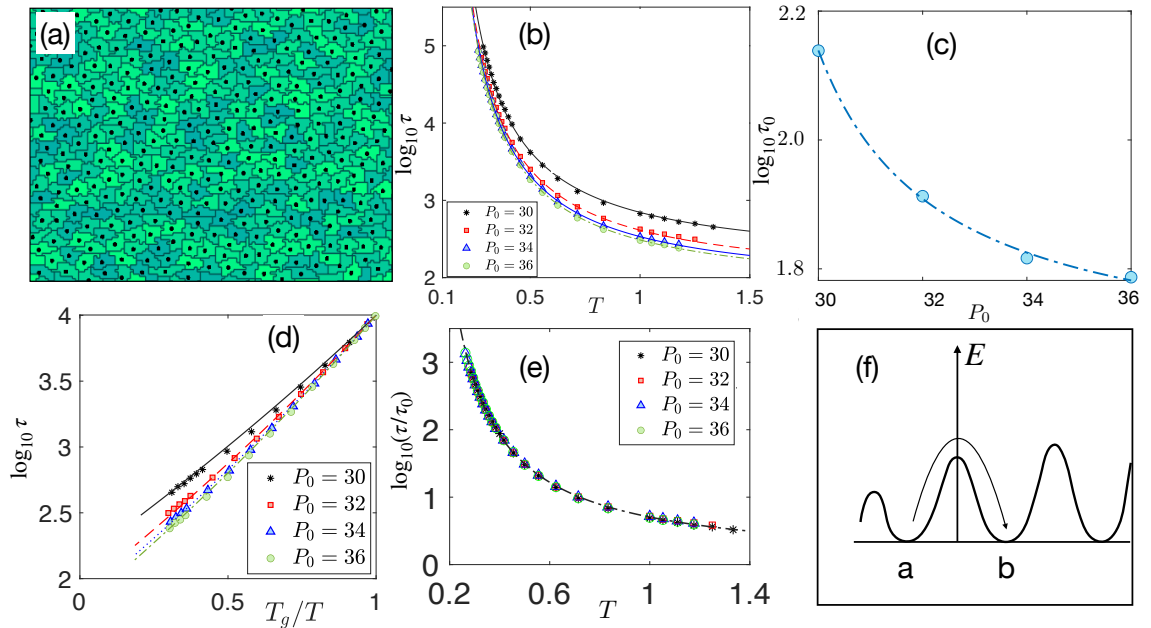 (a)
(b)
log₁₀ τ
5
4
3
2
0.1
0.5
1
1.5
T
P₀ = 30
P₀ = 32
P₀ = 34
P₀ = 36
(c)
log₁₀ τ₀
2.2
2.0
1.8
30
32
34
36
P₀
(d)
log₁₀ τ
4
3.5
3
2.5
2
0
0.5
1
T_g/T
P₀ = 30
P₀ = 32
P₀ = 34
P₀ = 36
(e)
log₁₀(τ/τ₀)
3
2
1
0
0.2
0.6
1
1.4
T
P₀ = 30
P₀ = 32
P₀ = 34
P₀ = 36
(f)
E
a
b